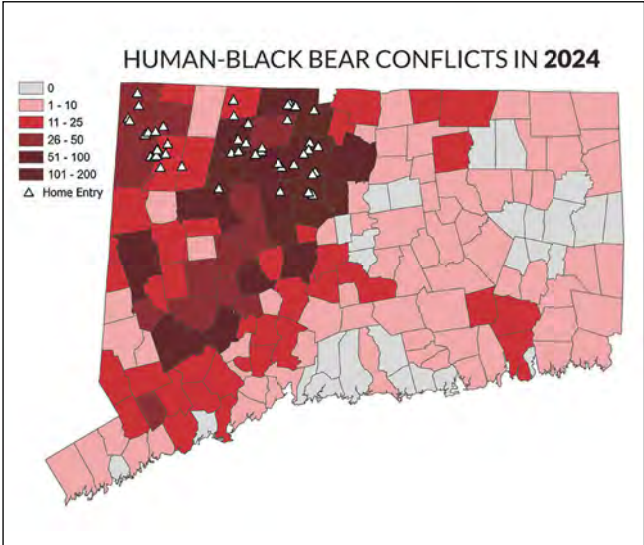 HUMAN-BLACK BEAR CONFLICTS IN 2024
0
1 - 10
11 - 25
26 - 50
51 - 100
101 - 200
Home Entry